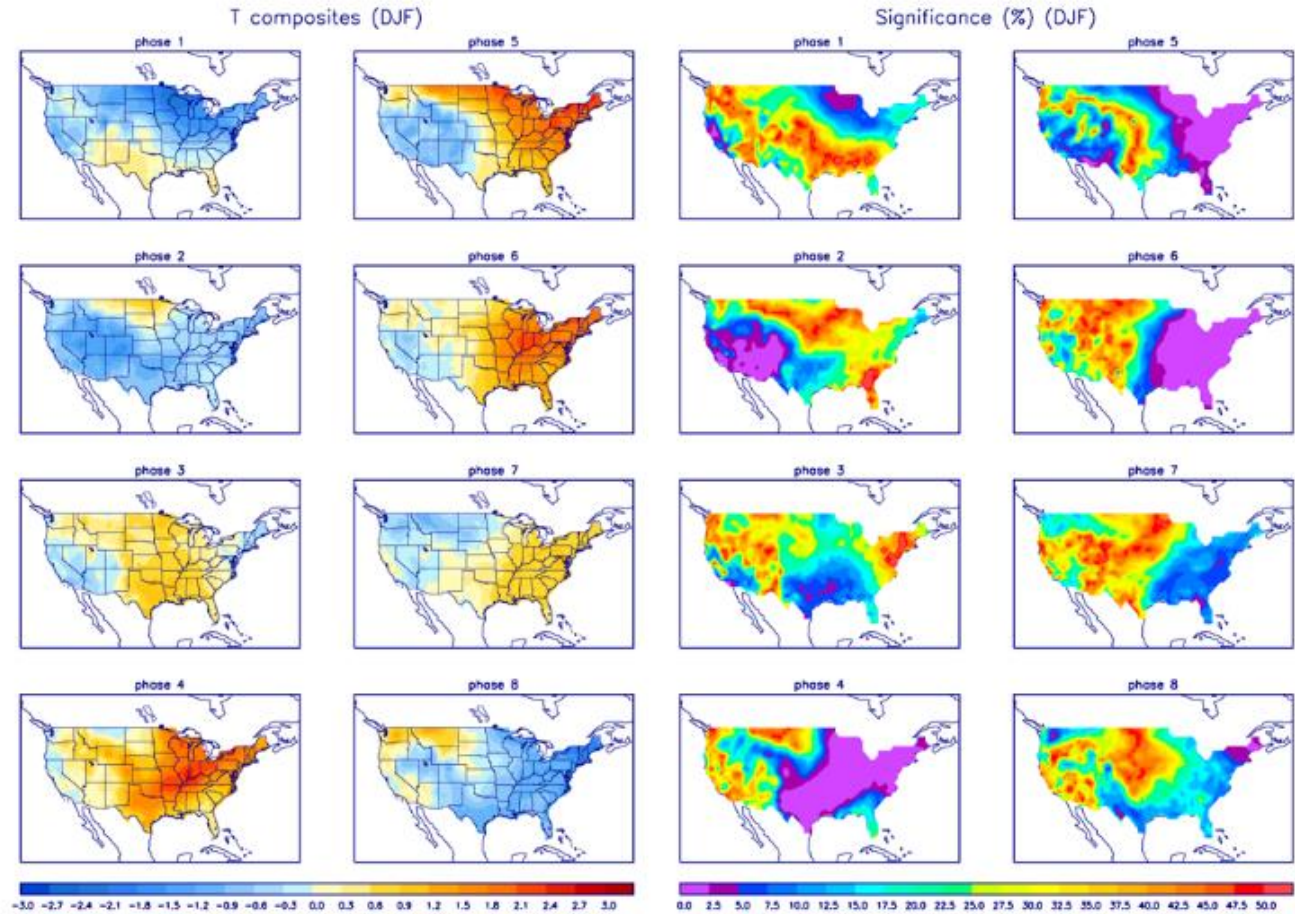 T composites (DJF) Significance (%) (DJF)
phase 1 phase 5 phase 1 phase 5
phase 2 phase 6 phase 2 phase 6
phase 3 phase 7 phase 3 phase 7
phase 4 phase 8 phase 4 phase 8
-3.0 -2.7 -2.4 -2.1 -1.8 -1.5 -1.2 -0.9 -0.6 -0.3 0.0 0.3 0.6 0.9 1.2 1.5 1.8 2.1 2.4 2.7 3.0 0.0 2.5 5.0 7.5 10.0 12.5 15.0 17.5 20.0 22.5 25.0 27.5 30.0 32.5 35.0 37.5 40.0 42.5 45.0 47.5 50.0